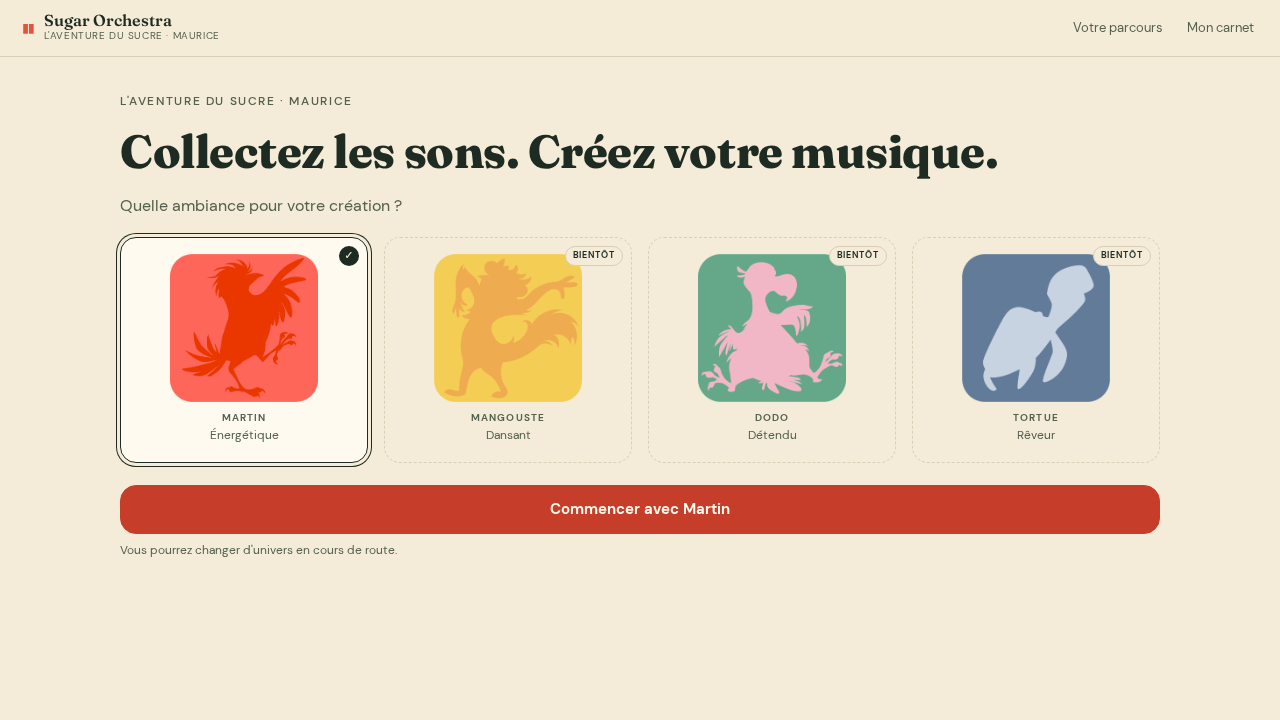 Sugar Orchestra
L'AVENTURE DU SUCRE · MAURICE
Votre parcours
Mon carnet
L'AVENTURE DU SUCRE · MAURICE
Collectez les sons. Créez votre musique.
Quelle ambiance pour votre création ?
✓
MARTIN
Énergétique
BIENTÔT
MANGOUSTE
Dansant
BIENTÔT
DODO
Détendu
BIENTÔT
TORTUE
Rêveur
Commencer avec Martin
Vous pourrez changer d'univers en cours de route.